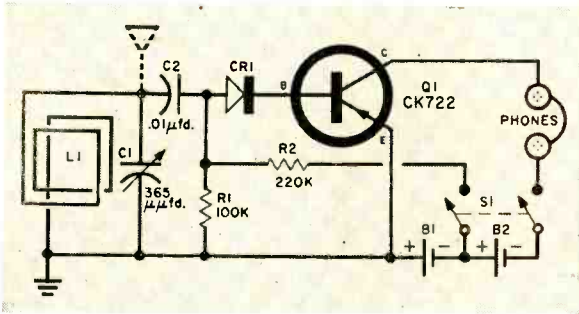 C2
CR1
B
C
Q1
CK722
E
PHONES
.01µfd.
L1
C1
365
µµfd.
R1
100K
R2
220K
S1
+ B1 -
+ B2 -